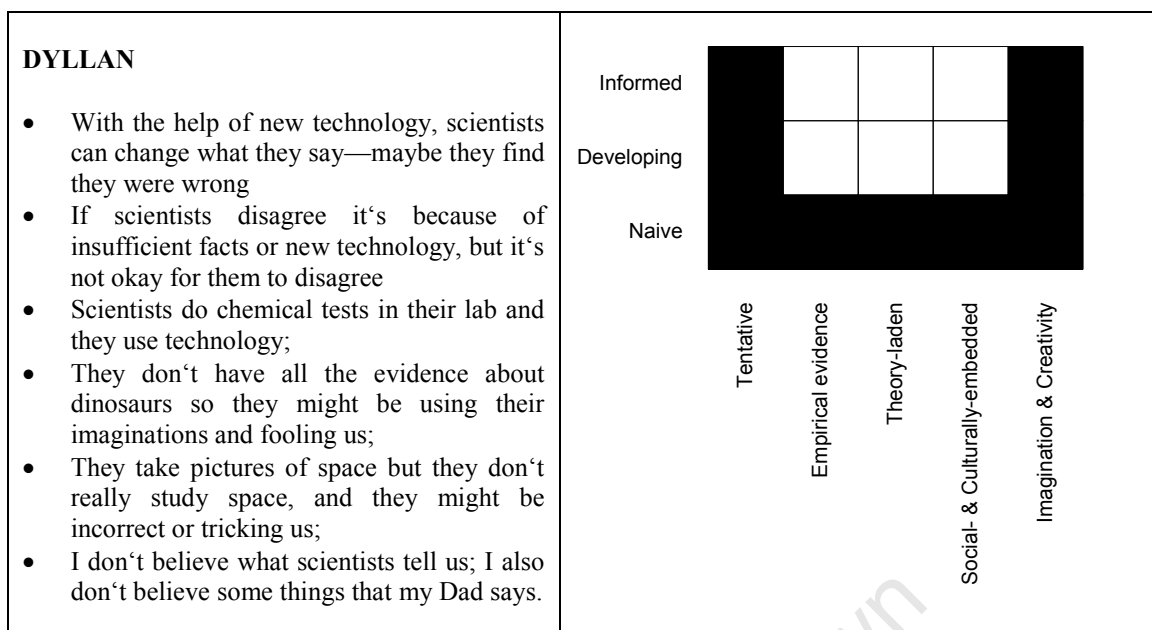 DYLLAN
• With the help of new technology, scientists
can change what they say—maybe they find
they were wrong
• If scientists disagree it‘s because of
insufficient facts or new technology, but it‘s
not okay for them to disagree
• Scientists do chemical tests in their lab and
they use technology;
• They don‘t have all the evidence about
dinosaurs so they might be using their
imaginations and fooling us;
• They take pictures of space but they don‘t
really study space, and they might be
incorrect or tricking us;
• I don‘t believe what scientists tell us; I also
don‘t believe some things that my Dad says.
Informed
Developing
Naive
Tentative
Empirical evidence
Theory-laden
Social- & Culturally-embedded
Imagination & Creativity